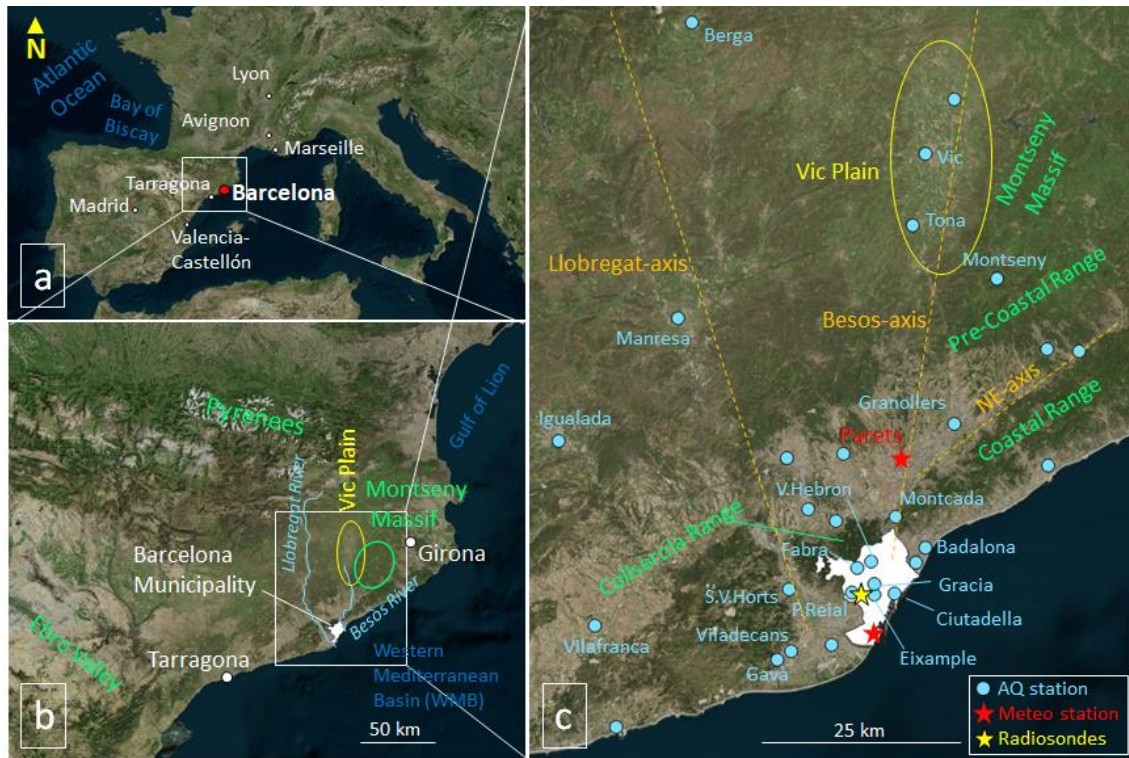 N
Atlantic
Ocean
Bay of
Biscay
Lyon
Avignon
Marseille
Tarragona
Barcelona
Madrid
Valencia-
Castellón
a
Pyrenees
Gulf of Lion
Vic Plain
Llobregat River
Montseny
Massif
Girona
Barcelona
Municipality
Besos River
Ebro Valley
Tarragona
Western
Mediterranean
Basin (WMB)
50 km
b
Berga
Vic Plain
Vic
Montseny
Massif
Tona
Llobregat-axis
Montseny
Besos-axis
Pre-Coastal Range
Manresa
NE-axis
Granollers
Coastal Range
Igualada
Parets
V.Hebron
Montcada
Collserola Range
Fabra
Badalona
Gracia
S.V.Horts
P.Reial
Ciutadella
Vilafranca
Viladecans
Eixample
Gava
c
25 km
AQ station
Meteo station
Radiosondes